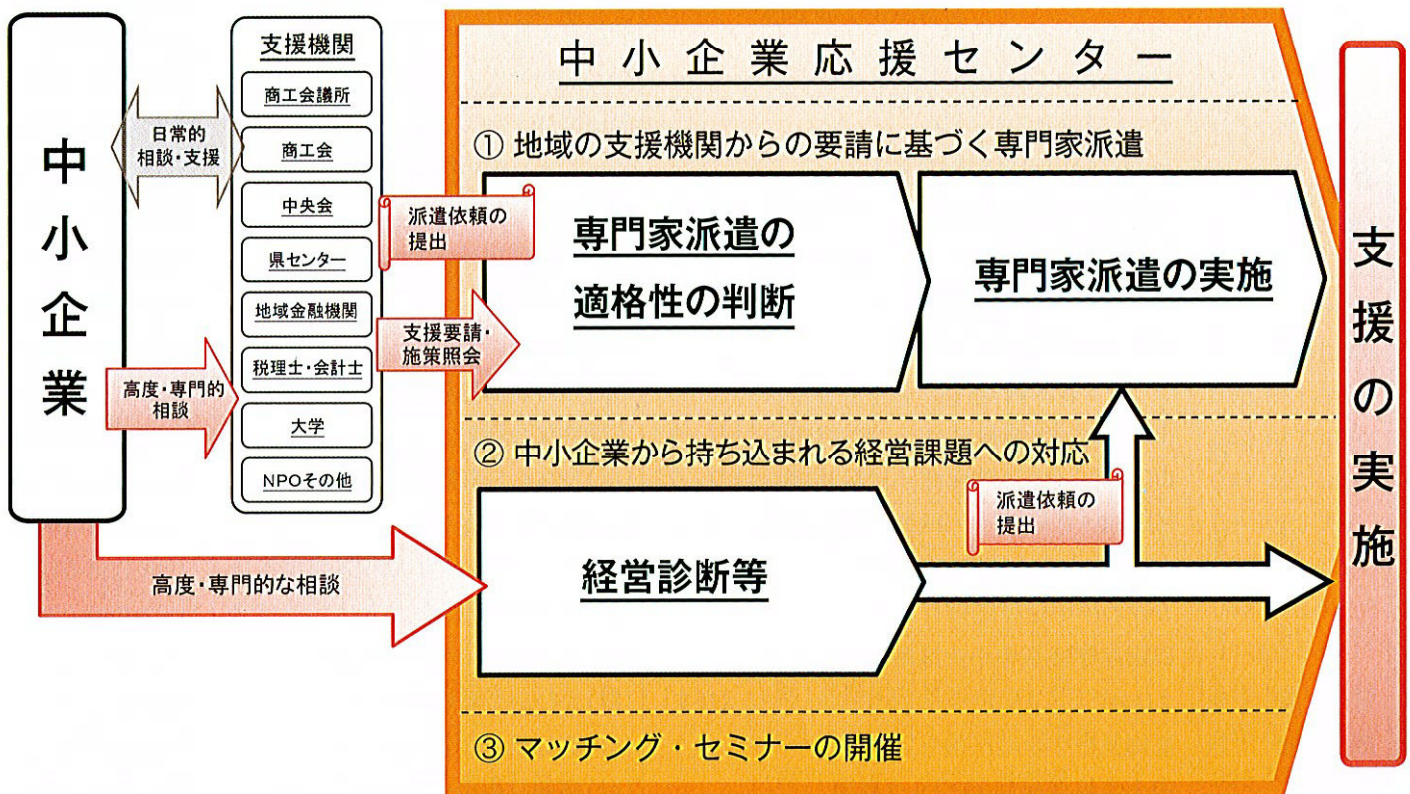 中小企業
日常的
相談・支援
高度・専門的
相談
支援機関
商工会議所
商工会
中央会
県センター
地域金融機関
税理士・会計士
大学
NPOその他
派遣依頼の
提出
支援要請・
施策照会
高度・専門的な相談
中小企業応援センター
① 地域の支援機関からの要請に基づく専門家派遣
専門家派遣の
適格性の判断
専門家派遣の実施
② 中小企業から持ち込まれる経営課題への対応
派遣依頼の
提出
経営診断等
③ マッチング・セミナーの開催
支援の実施